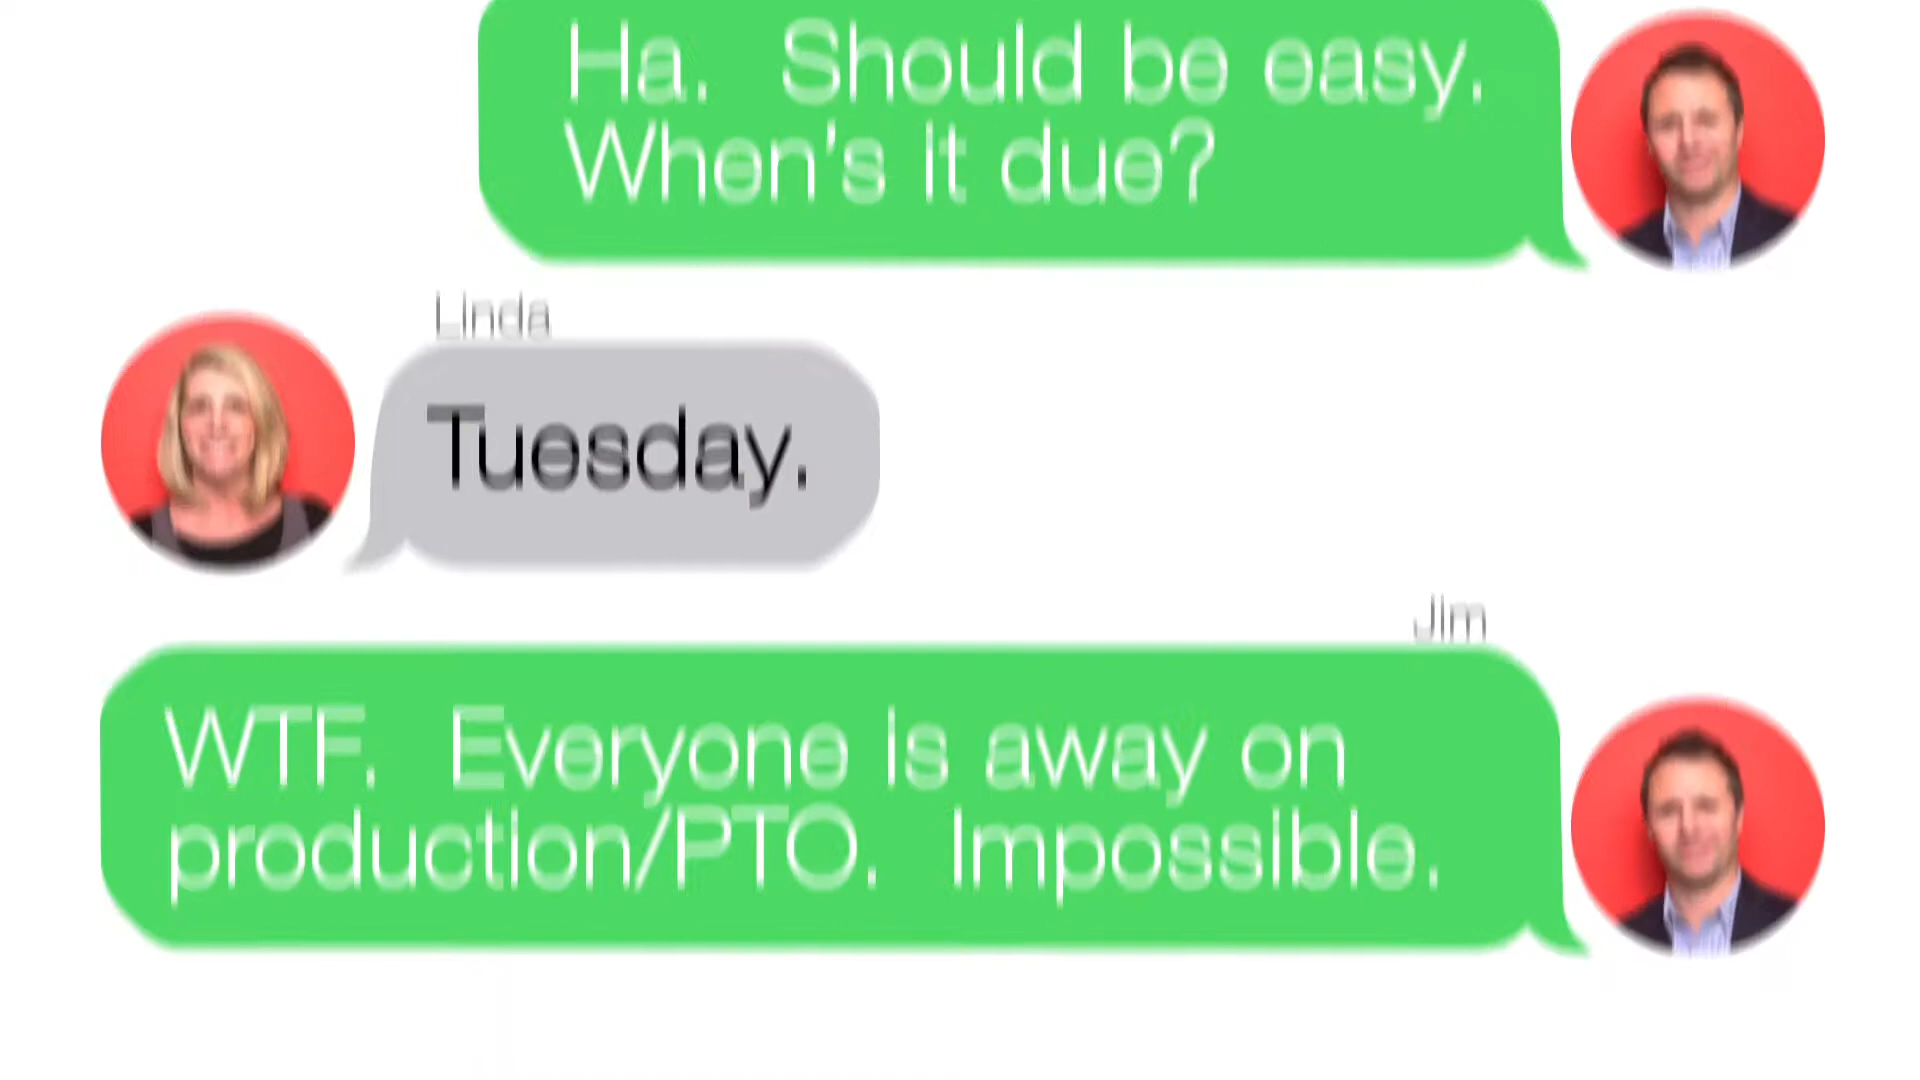 Ha.  Should be easy.
When's it due?
Linda
Tuesday.
Jim
WTF.  Everyone is away on
production/PTO.  Impossible.